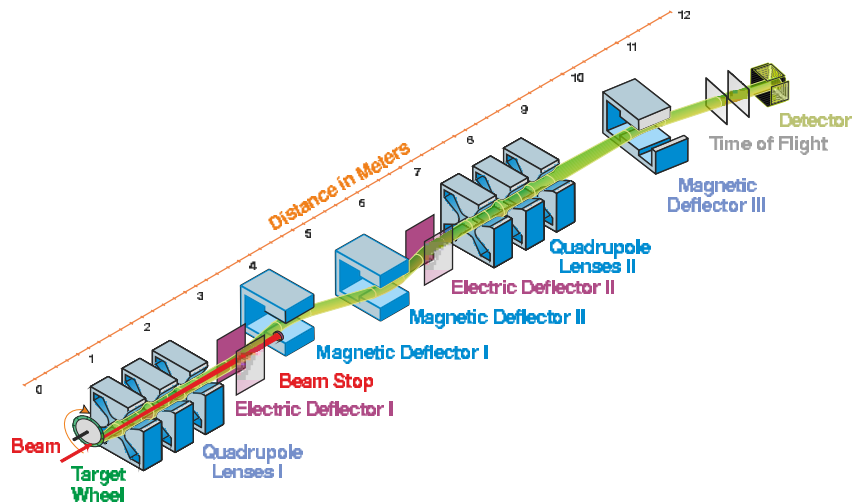 12
11
10
9
8
7
6
5
4
3
2
1
0
Distance in Meters
Detector
Time of Flight
Magnetic
Deflector III
Quadrupole
Lenses II
Electric Deflector II
Magnetic Deflector II
Magnetic Deflector I
Beam Stop
Electric Deflector I
Quadrupole
Lenses I
Beam
Target
Wheel